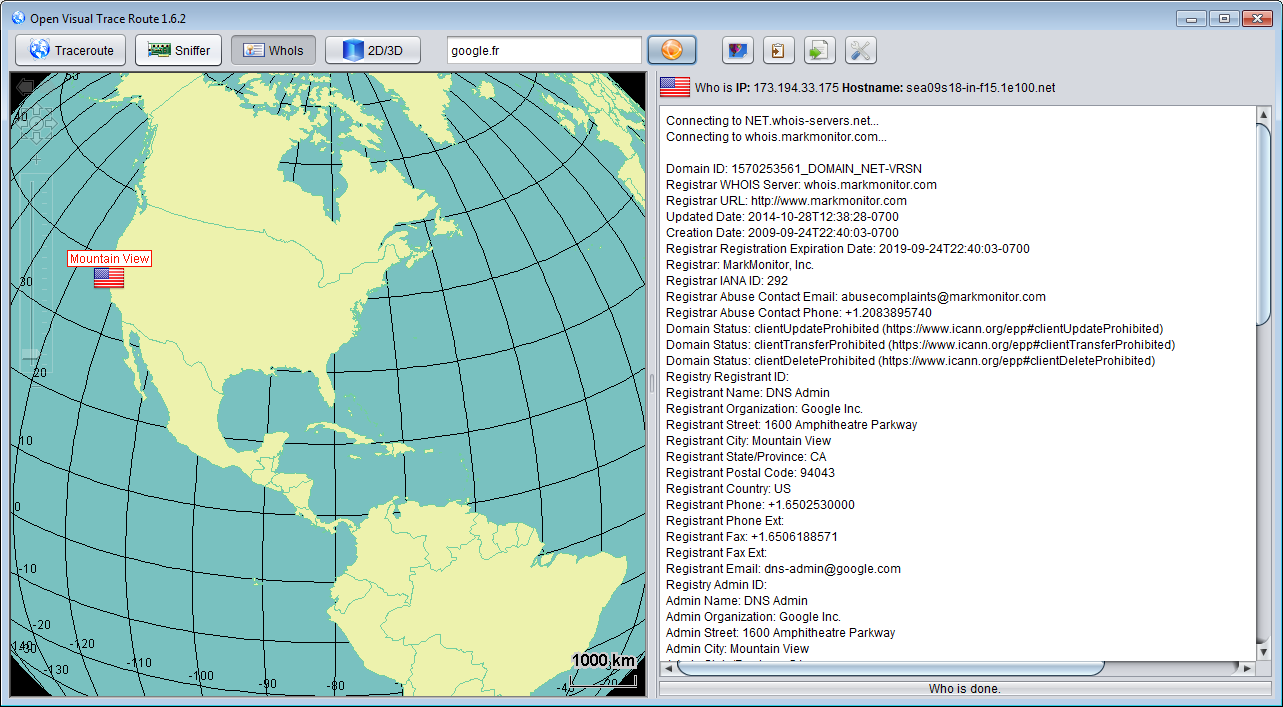 Open Visual Trace Route 1.6.2
Traceroute
Sniffer
WhoIs
2D/3D
google.fr
Who is IP: 173.194.33.175 Hostname: sea09s18-in-f15.1e100.net
Connecting to NET.whois-servers.net...
Connecting to whois.markmonitor.com...
Domain ID: 1570253561_DOMAIN_NET-VRSN
Registrar WHOIS Server: whois.markmonitor.com
Registrar URL: http://www.markmonitor.com
Updated Date: 2014-10-28T12:38:28-0700
Creation Date: 2009-09-24T22:40:03-0700
Registrar Registration Expiration Date: 2019-09-24T22:40:03-0700
Registrar: MarkMonitor, Inc.
Registrar IANA ID: 292
Registrar Abuse Contact Email: abusecomplaints@markmonitor.com
Registrar Abuse Contact Phone: +1.2083895740
Domain Status: clientUpdateProhibited (https://www.icann.org/epp#clientUpdateProhibited)
Domain Status: clientTransferProhibited (https://www.icann.org/epp#clientTransferProhibited)
Domain Status: clientDeleteProhibited (https://www.icann.org/epp#clientDeleteProhibited)
Registry Registrant ID:
Registrant Name: DNS Admin
Registrant Organization: Google Inc.
Registrant Street: 1600 Amphitheatre Parkway
Registrant City: Mountain View
Registrant State/Province: CA
Registrant Postal Code: 94043
Registrant Country: US
Registrant Phone: +1.6502530000
Registrant Phone Ext:
Registrant Fax: +1.6506188571
Registrant Fax Ext:
Registrant Email: dns-admin@google.com
Registry Admin ID:
Admin Name: DNS Admin
Admin Organization: Google Inc.
Admin Street: 1600 Amphitheatre Parkway
Admin City: Mountain View
Who is done.
50
40
Mountain View
30
20
10
0
-10
-20
-120
-130
-110
-100
-90
-80
1000 km